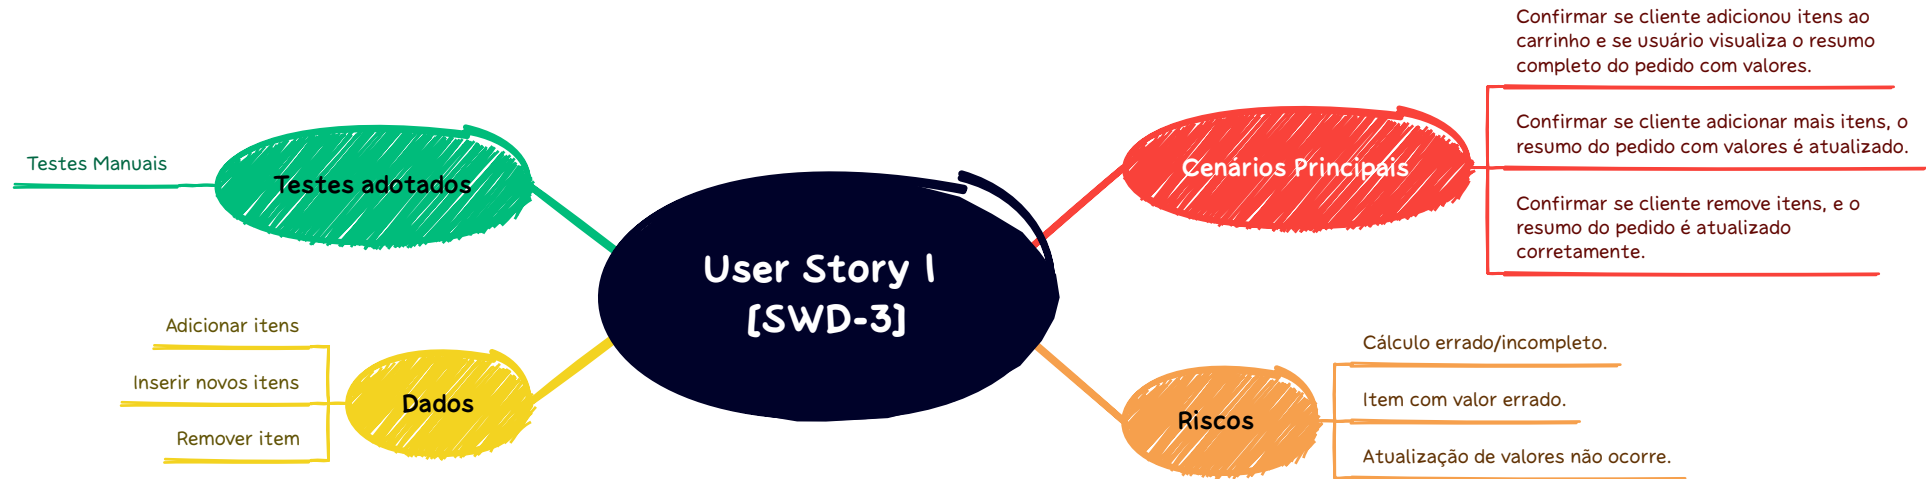 User Story 1
[SWD-3]
Testes adotados
Testes Manuais
Dados
Adicionar itens
Inserir novos itens
Remover item
Cenários Principais
Confirmar se cliente adicionou itens ao
carrinho e se usuário visualiza o resumo
completo do pedido com valores.
Confirmar se cliente adicionar mais itens, o
resumo do pedido com valores é atualizado.
Confirmar se cliente remove itens, e o
resumo do pedido é atualizado
corretamente.
Riscos
Cálculo errado/incompleto.
Item com valor errado.
Atualização de valores não ocorre.